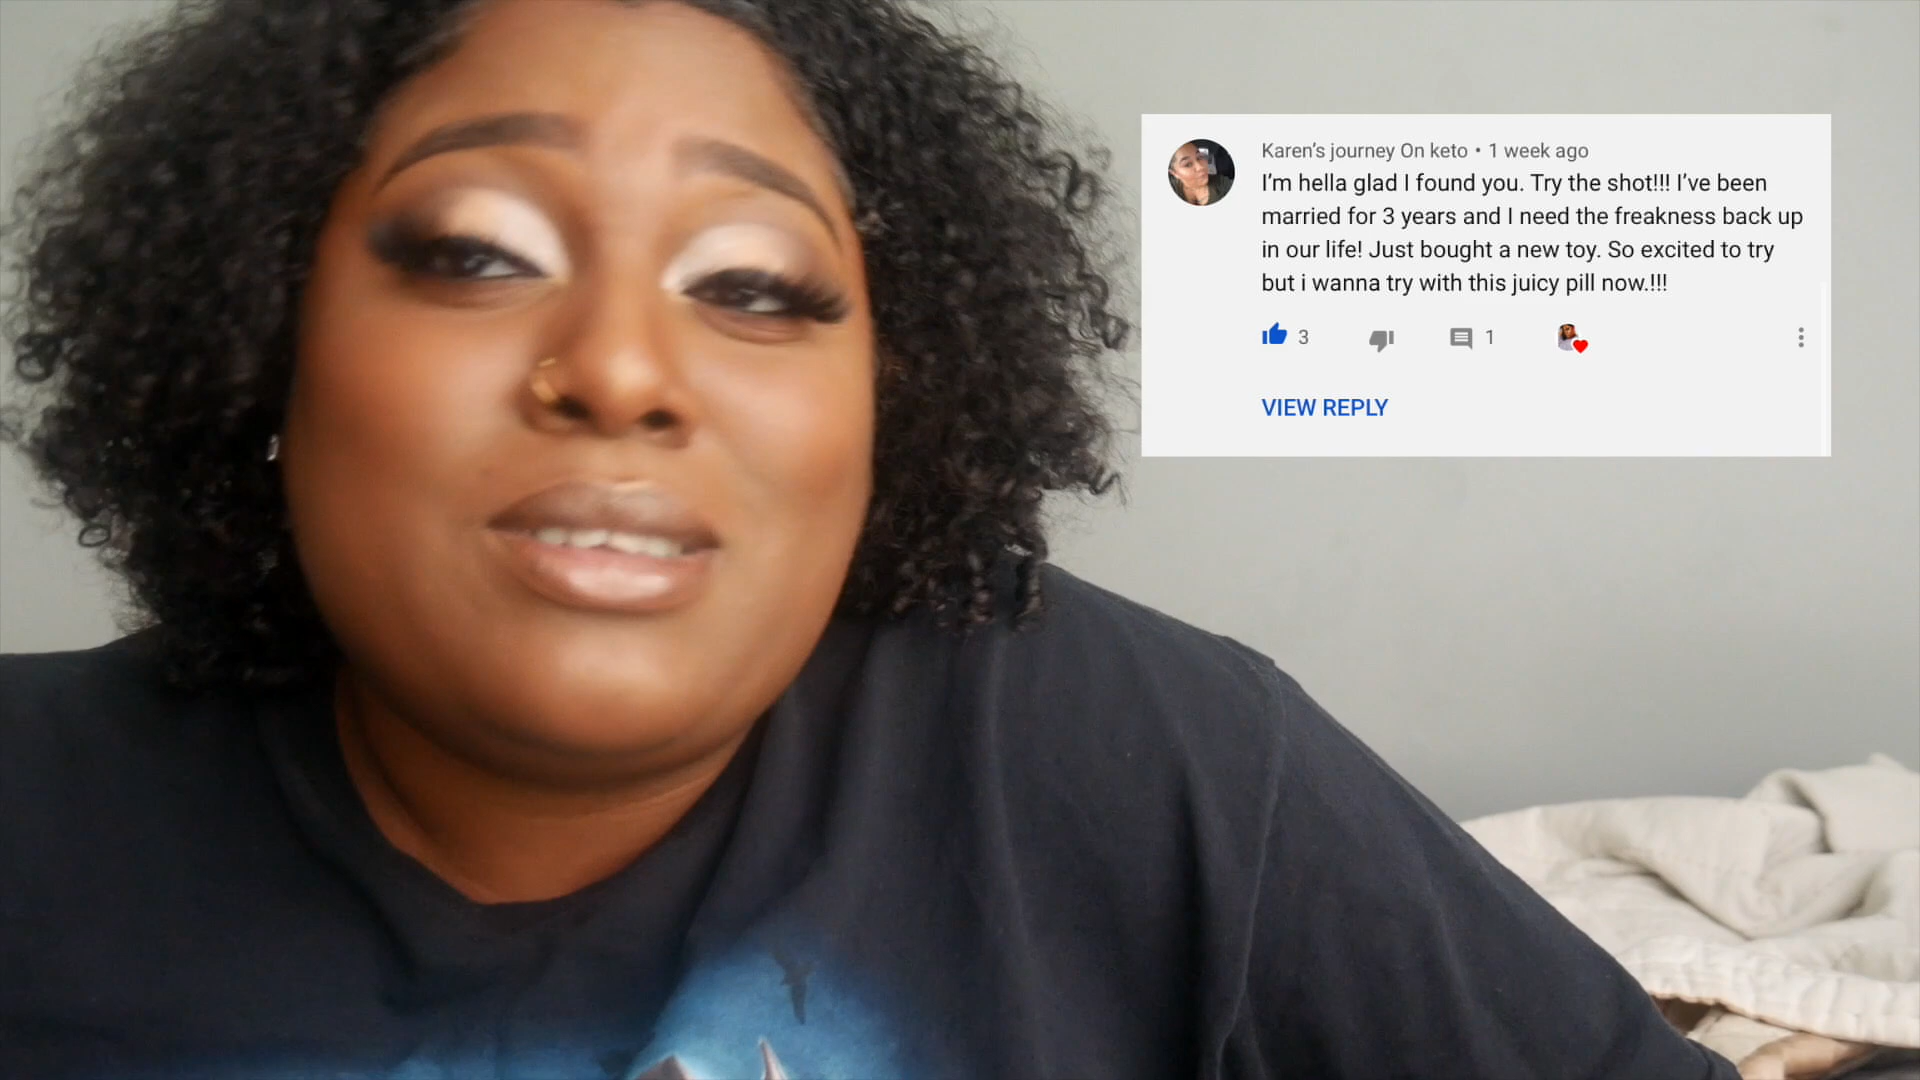 Karen’s journey On keto • 1 week ago
I’m hella glad I found you. Try the shot!!! I’ve been
married for 3 years and I need the freakness back up
in our life! Just bought a new toy. So excited to try
but i wanna try with this juicy pill now.!!!
3
1
VIEW REPLY